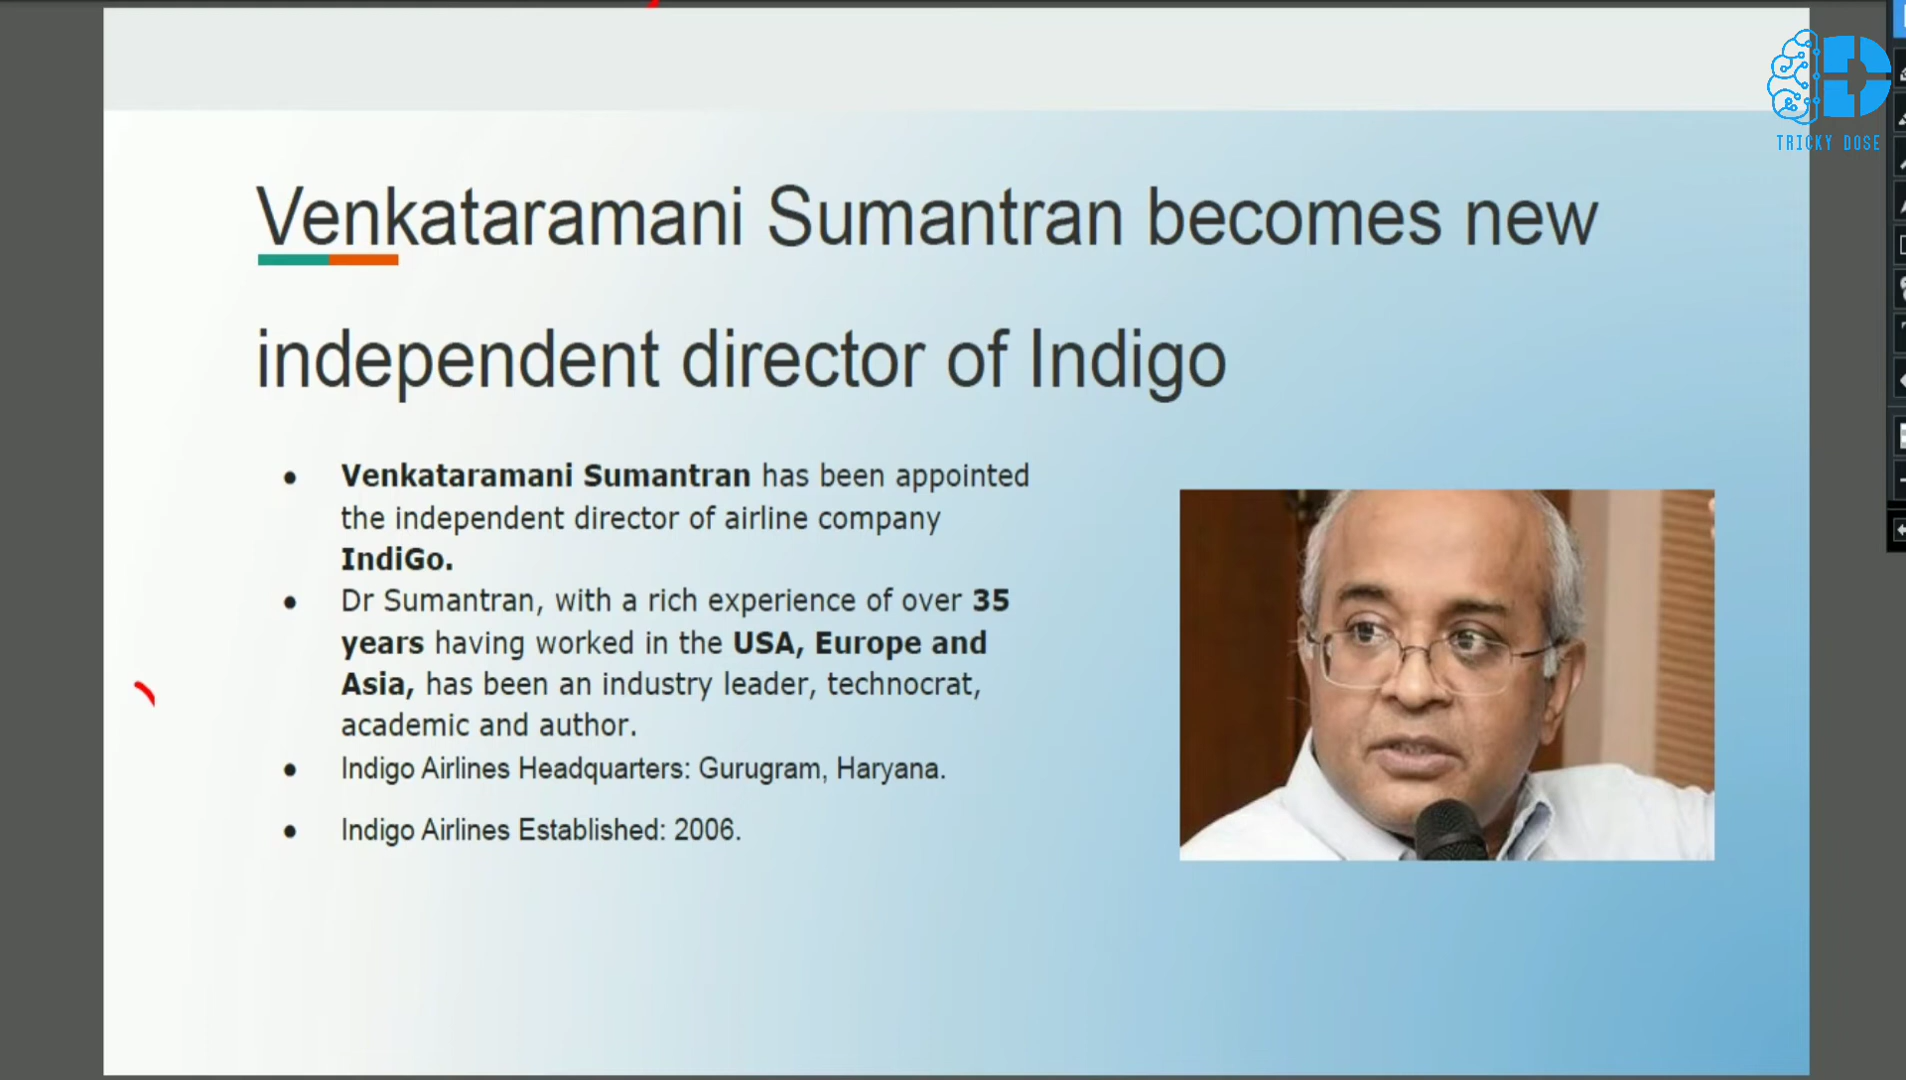 TRICKY DOSE
Venkataramani Sumantran becomes new
independent director of Indigo
● Venkataramani Sumantran has been appointed
the independent director of airline company
IndiGo.
● Dr Sumantran, with a rich experience of over 35
years having worked in the USA, Europe and
Asia, has been an industry leader, technocrat,
academic and author.
● Indigo Airlines Headquarters: Gurugram, Haryana.
● Indigo Airlines Established: 2006.